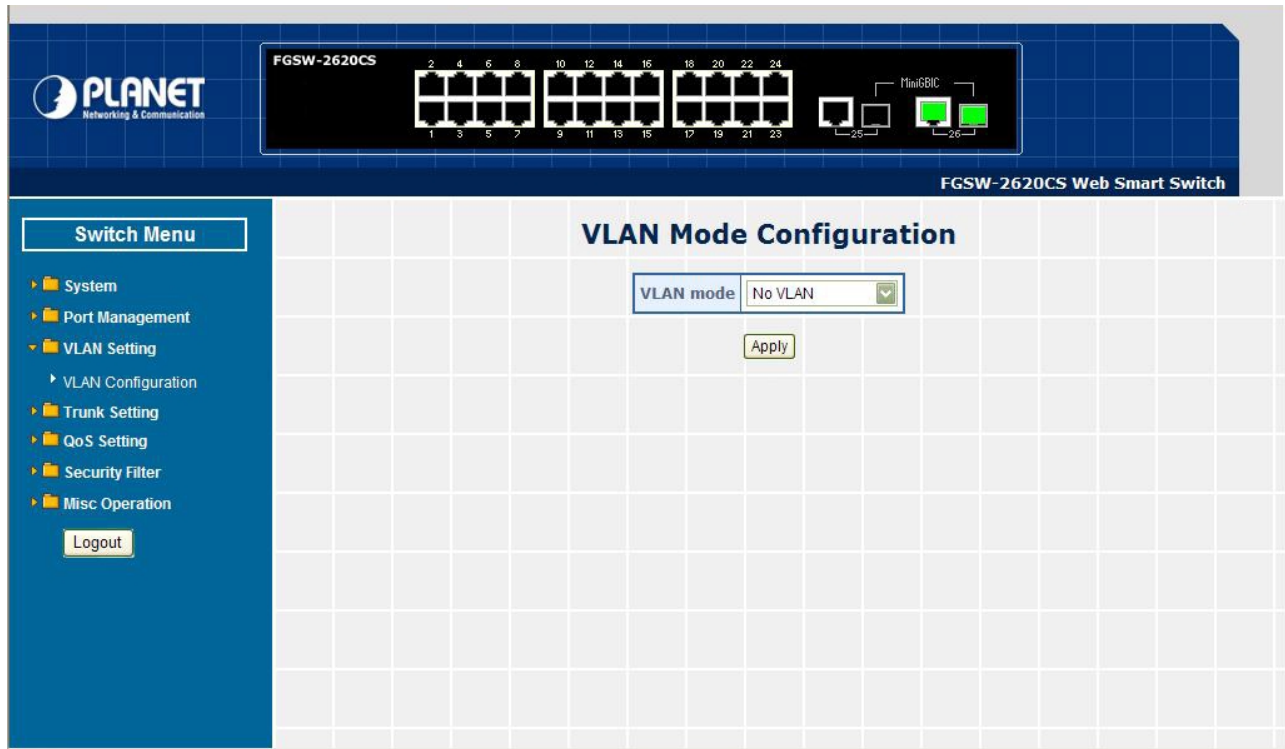 PLANET
Networking & Communication
FGSW-2620CS
2 4 6 8 10 12 14 16 18 20 22 24
MiniGBIC
1 3 5 7 9 11 13 15 17 19 21 23
25 26
FGSW-2620CS Web Smart Switch
Switch Menu
System
Port Management
VLAN Setting
VLAN Configuration
Trunk Setting
QoS Setting
Security Filter
Misc Operation
Logout
VLAN Mode Configuration
VLAN mode No VLAN
Apply